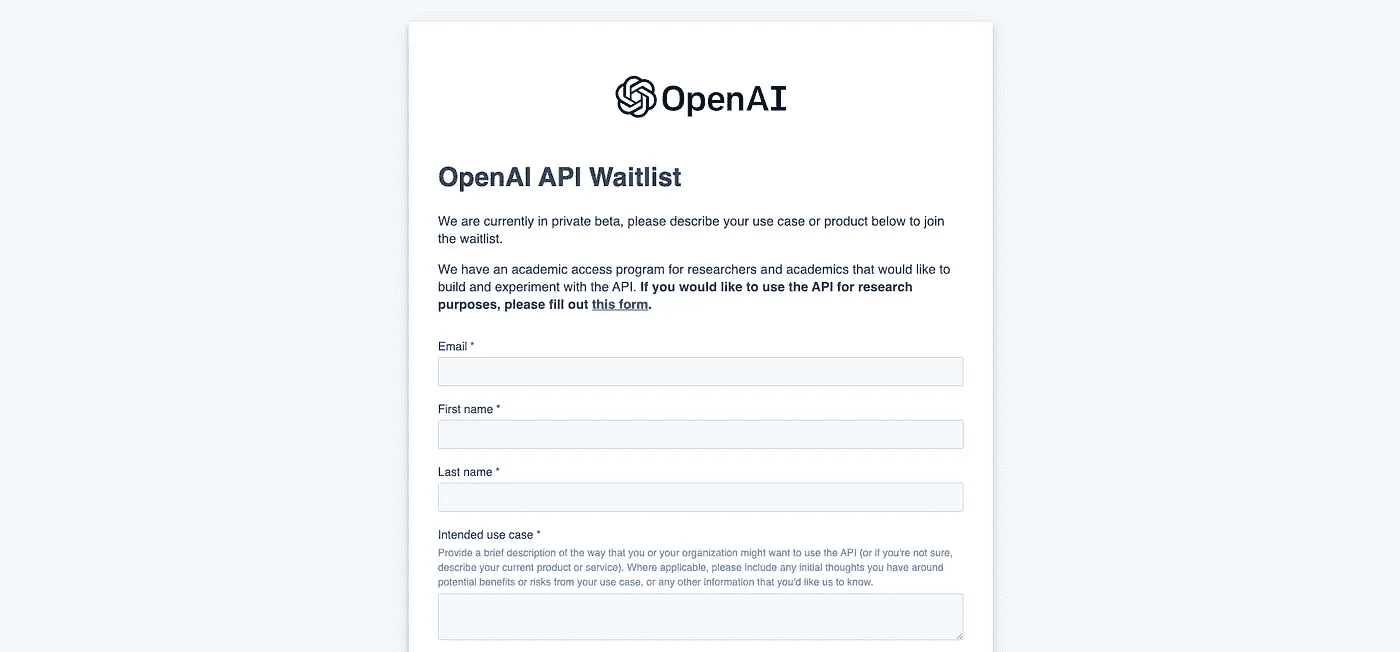 OpenAI
OpenAI API Waitlist
We are currently in private beta, please describe your use case or product below to join
the waitlist.
We have an academic access program for researchers and academics that would like to
build and experiment with the API. If you would like to use the API for research
purposes, please fill out this form.
Email *
First name *
Last name *
Intended use case *
Provide a brief description of the way that you or your organization might want to use the API (or if you're not sure,
describe your current product or service). Where applicable, please include any initial thoughts you have around
potential benefits or risks from your use case, or any other information that you'd like us to know.